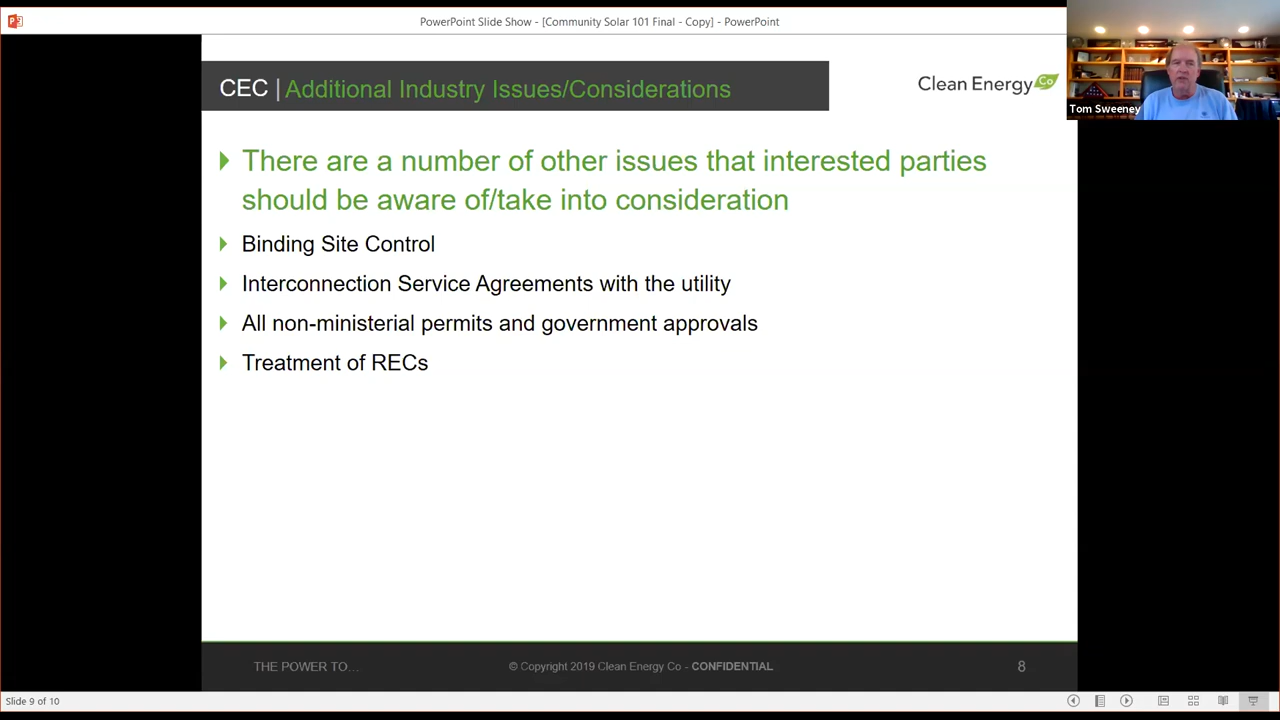 PowerPoint Slide Show - [Community Solar 101 Final - Copy] - PowerPoint
CEC | Additional Industry Issues/Considerations
Clean Energy Co
Tom Sweeney
There are a number of other issues that interested parties
should be aware of/take into consideration
Binding Site Control
Interconnection Service Agreements with the utility
All non-ministerial permits and government approvals
Treatment of RECs
THE POWER TO...
© Copyright 2019 Clean Energy Co - CONFIDENTIAL
8
Slide 9 of 10